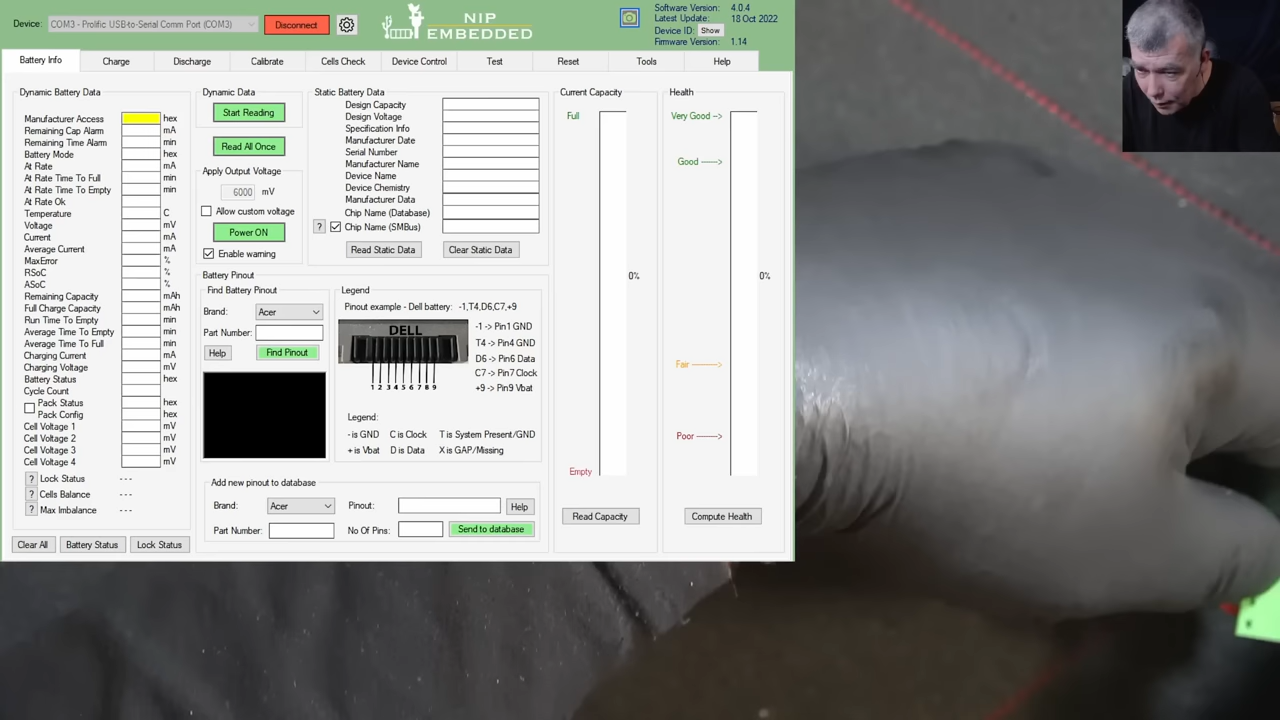 Device: COM3 - Prolific USB-to-Serial Comm Port (COM3) Disconnect
NIP
EMBEDDED
Software Version: 4.0.4
Latest Update: 18 Oct 2022
Device ID: Show
Firmware Version: 1.14
Battery Info Charge Discharge Calibrate Cells Check Device Control Test Reset Tools Help
Dynamic Battery Data
Manufacturer Access hex
Remaining Cap Alarm mA
Remaining Time Alarm min
Battery Mode hex
At Rate mA
At Rate Time To Full min
At Rate Time To Empty min
At Rate Ok
Temperature C
Voltage mV
Current mA
Average Current mA
MaxError %
RSoC %
ASoC %
Remaining Capacity mAh
Full Charge Capacity mAh
Run Time To Empty min
Average Time To Empty min
Average Time To Full min
Charging Current mA
Charging Voltage mV
Battery Status hex
Cycle Count
Pack Status hex
Pack Config hex
Cell Voltage 1 mV
Cell Voltage 2 mV
Cell Voltage 3 mV
Cell Voltage 4 mV
? Lock Status ---
? Cells Balance ---
? Max Imbalance ---
Clear All Battery Status Lock Status
Dynamic Data
Start Reading
Read All Once
Apply Output Voltage
6000 mV
Allow custom voltage
Power ON
Enable warning
Static Battery Data
Design Capacity
Design Voltage
Specification Info
Manufacturer Date
Serial Number
Manufacturer Name
Device Name
Device Chemistry
Manufacturer Data
Chip Name (Database)
? Chip Name (SMBus)
Read Static Data Clear Static Data
Battery Pinout
Find Battery Pinout
Brand: Acer
Part Number:
Help Find Pinout
Legend
Pinout example - Dell battery: -1,T4,D6,C7,+9
DELL
1 2 3 4 5 6 7 8 9
-1 -> Pin1 GND
T4 -> Pin4 GND
D6 -> Pin6 Data
C7 -> Pin7 Clock
+9 -> Pin9 Vbat
Legend:
- is GND C is Clock T is System Present/GND
+ is Vbat D is Data X is GAP/Missing
Add new pinout to database
Brand: Acer Pinout: Help
Part Number: No Of Pins: Send to database
Current Capacity
Full
0%
Empty
Read Capacity
Health
Very Good -->
Good ---->
0%
Fair ------>
Poor ----->
Compute Health